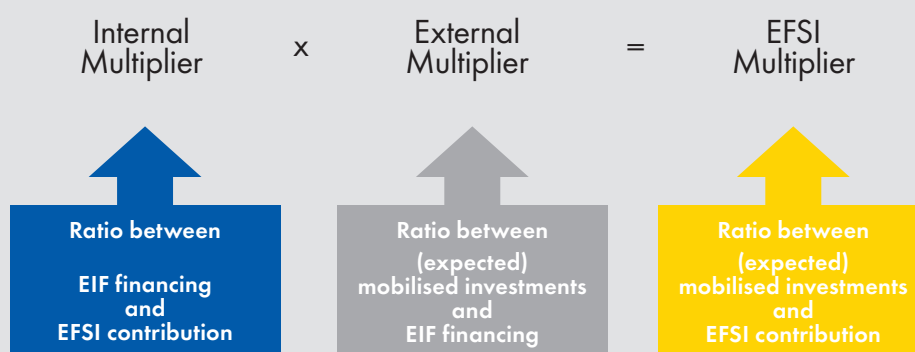 Internal
Multiplier
x
External
Multiplier
=
EFSI
Multiplier
Ratio between
EIF financing
and
EFSI contribution
Ratio between
(expected)
mobilised investments
and
EIF financing
Ratio between
(expected)
mobilised investments
and
EFSI contribution